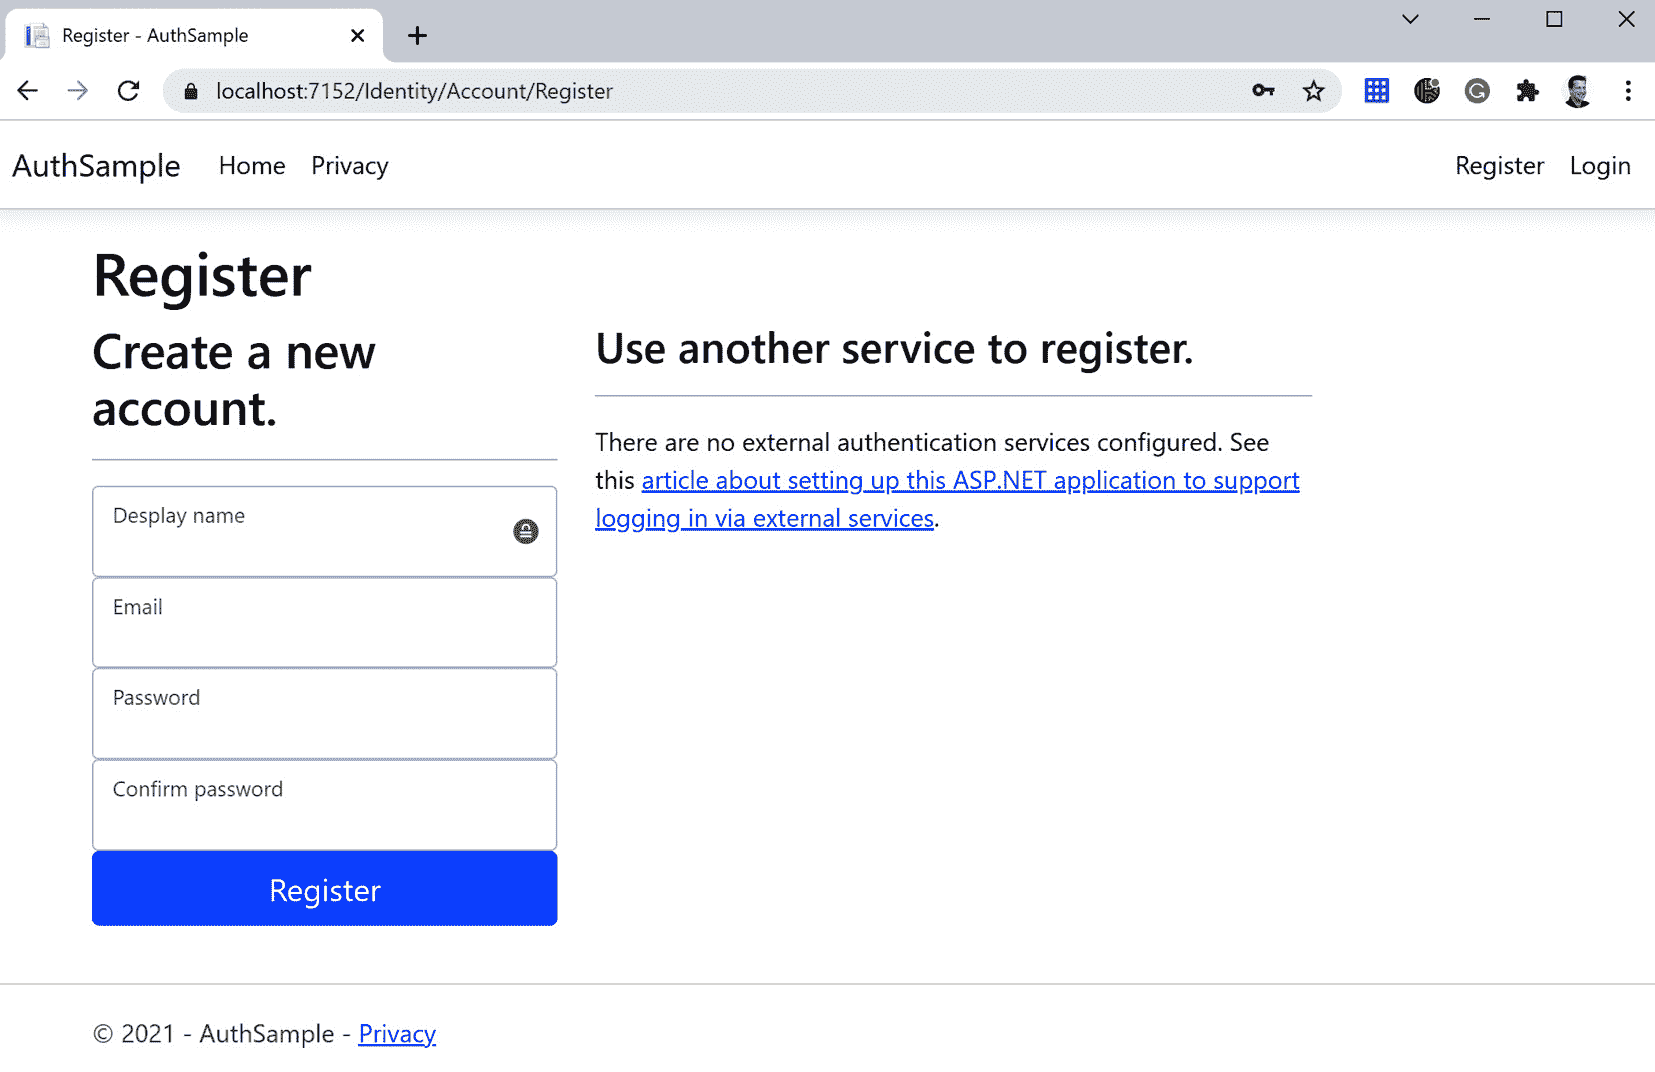 Register - AuthSample
localhost:7152/Identity/Account/Register
AuthSample Home Privacy Register Login
Register
Create a new
account.
Use another service to register.
There are no external authentication services configured. See
this article about setting up this ASP.NET application to support
logging in via external services.
Desplay name
Email
Password
Confirm password
Register
© 2021 - AuthSample - Privacy